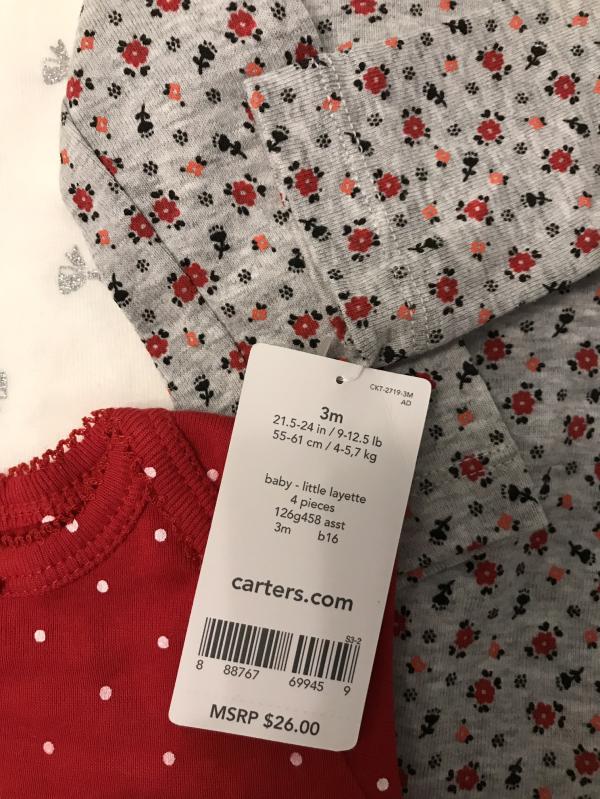 CKT-2719-3M
AD
3m
21.5-24 in / 9-12.5 lb
55-61 cm / 4-5,7 kg
baby - little layette
4 pieces
126g458 asst
3m b16
carters.com
S3-2
8 88767 69945 9
MSRP $26.00